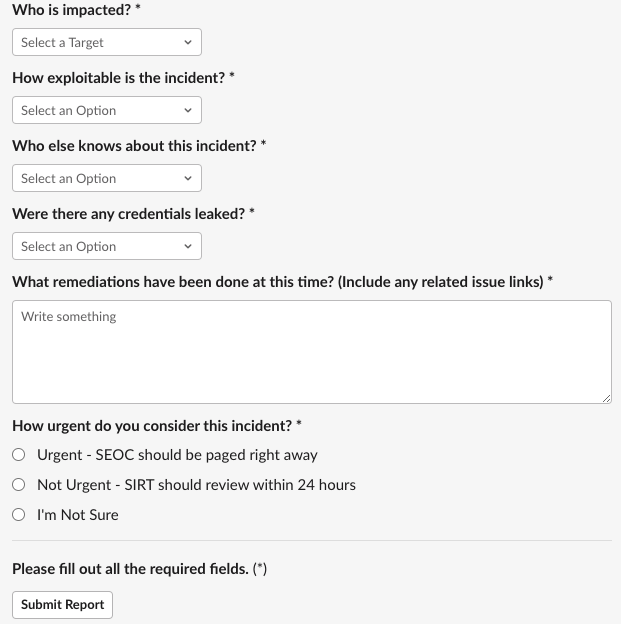 Who is impacted? *
Select a Target
How exploitable is the incident? *
Select an Option
Who else knows about this incident? *
Select an Option
Were there any credentials leaked? *
Select an Option
What remediations have been done at this time? (Include any related issue links) *
Write something
How urgent do you consider this incident? *
Urgent - SEOC should be paged right away
Not Urgent - SIRT should review within 24 hours
I'm Not Sure
Please fill out all the required fields. (*)
Submit Report